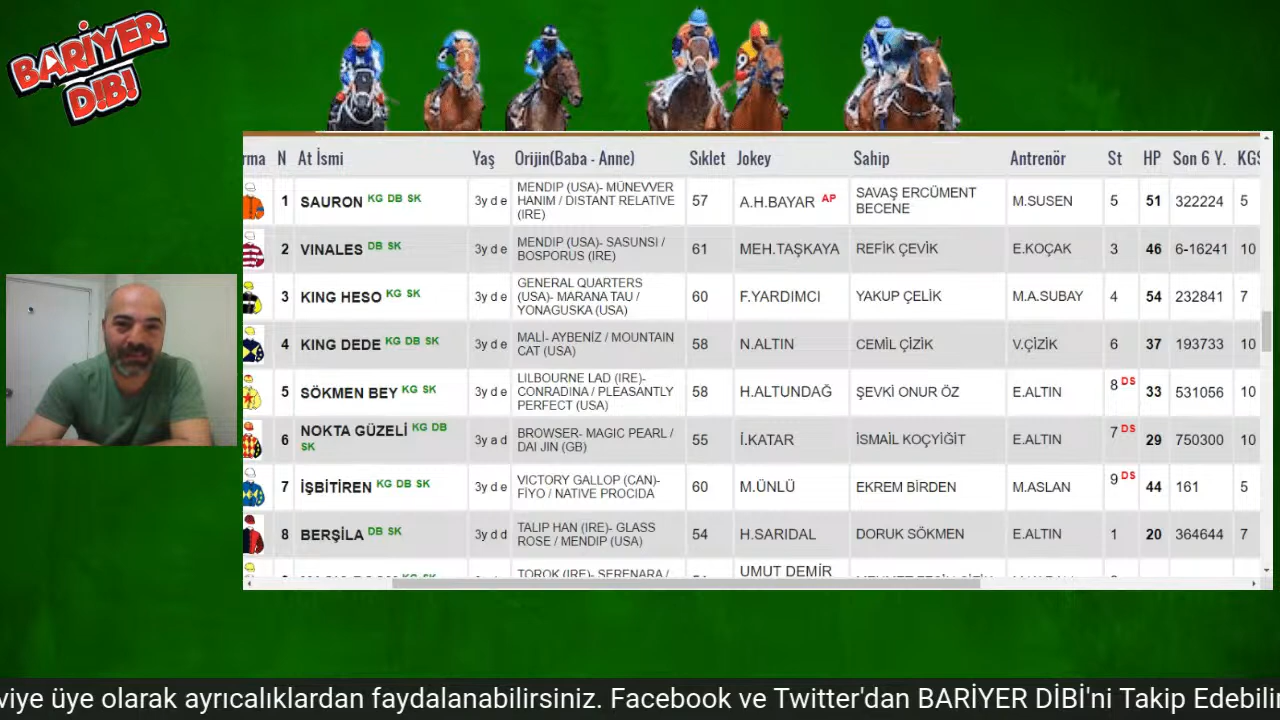 BARİYER
DİBİ
rma N At İsmi Yaş Orijin(Baba - Anne) Sıklet Jokey Sahip Antrenör St HP Son 6 Y. KGS
1 SAURON KG DB SK 3y d e MENDIP (USA)- MÜNEVVER HANIM / DISTANT RELATIVE (IRE) 57 A.H.BAYAR AP SAVAŞ ERCÜMENT BECENE M.SUSEN 5 51 322224 5
2 VINALES DB SK 3y d e MENDIP (USA)- SASUNSI / BOSPORUS (IRE) 61 MEH.TAŞKAYA REFİK ÇEVİK E.KOÇAK 3 46 6-16241 10
3 KING HESO KG SK 3y d e GENERAL QUARTERS (USA)- MARANA TAU / YONAGUSKA (USA) 60 F.YARDIMCI YAKUP ÇELİK M.A.SUBAY 4 54 232841 7
4 KING DEDE KG DB SK 3y d e MALİ- AYBENİZ / MOUNTAIN CAT (USA) 58 N.ALTIN CEMİL ÇİZİK V.ÇİZİK 6 37 193733 10
5 SÖKMEN BEY KG SK 3y d e LILBOURNE LAD (IRE)- CONRADINA / PLEASANTLY PERFECT (USA) 58 H.ALTUNDAĞ ŞEVKİ ONUR ÖZ E.ALTIN 8 DS 33 531056 10
6 NOKTA GÜZELİ KG DB SK 3y a d BROWSER- MAGIC PEARL / DAI JIN (GB) 55 İ.KATAR İSMAİL KOÇYİĞİT E.ALTIN 7 DS 29 750300 10
7 İŞBİTİREN KG DB SK 3y d e VICTORY GALLOP (CAN)- FİYO / NATIVE PROCIDA 60 M.ÜNLÜ EKREM BİRDEN M.ASLAN 9 DS 44 161 5
8 BERŞİLA DB SK 3y d d TALIP HAN (IRE)- GLASS ROSE / MENDIP (USA) 54 H.SARIDAL DORUK SÖKMEN E.ALTIN 1 20 364644 7
TOROK (IRE)- SERENARA / UMUT DEMİR
viye üye olarak ayrıcalıklardan faydalanabilirsiniz. Facebook ve Twitter'dan BARİYER DİBİ'ni Takip Edebilir